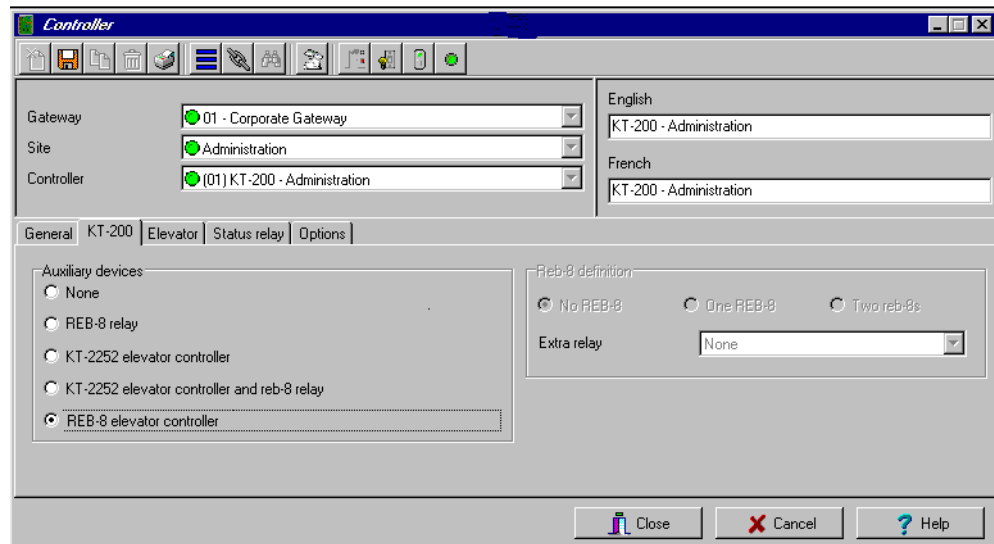 Controller
Gateway
01 - Corporate Gateway
Site
Administration
Controller
(01) KT-200 - Administration
English
KT-200 - Administration
French
KT-200 - Administration
General
KT-200
Elevator
Status relay
Options
Auxiliary devices
None
REB-8 relay
KT-2252 elevator controller
KT-2252 elevator controller and reb-8 relay
REB-8 elevator controller
Reb-8 definition
No REB-8
One REB-8
Two reb-8s
Extra relay
None
Close
Cancel
Help